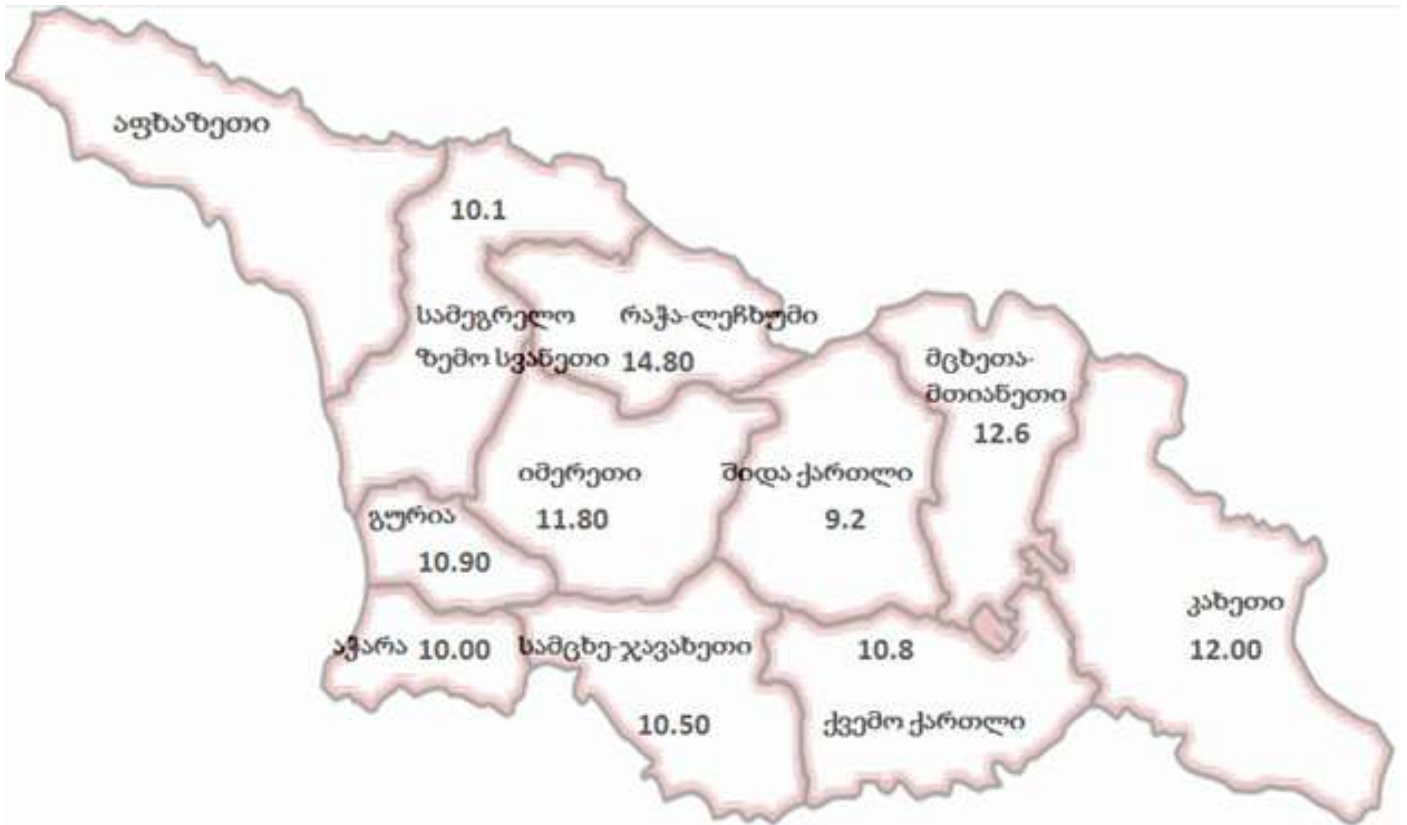 აფხაზეთი
10.1
სამეგრელო
ზემო სვანეთი
რაჭა-ლეჩხუმი
14.80
მცხეთა-
მთიანეთი
12.6
იმერეთი
11.80
შიდა ქართლი
9.2
გურია
10.90
კახეთი
12.00
აჭარა 10.00
სამცხე-ჯავახეთი
10.50
10.8
ქვემო ქართლი